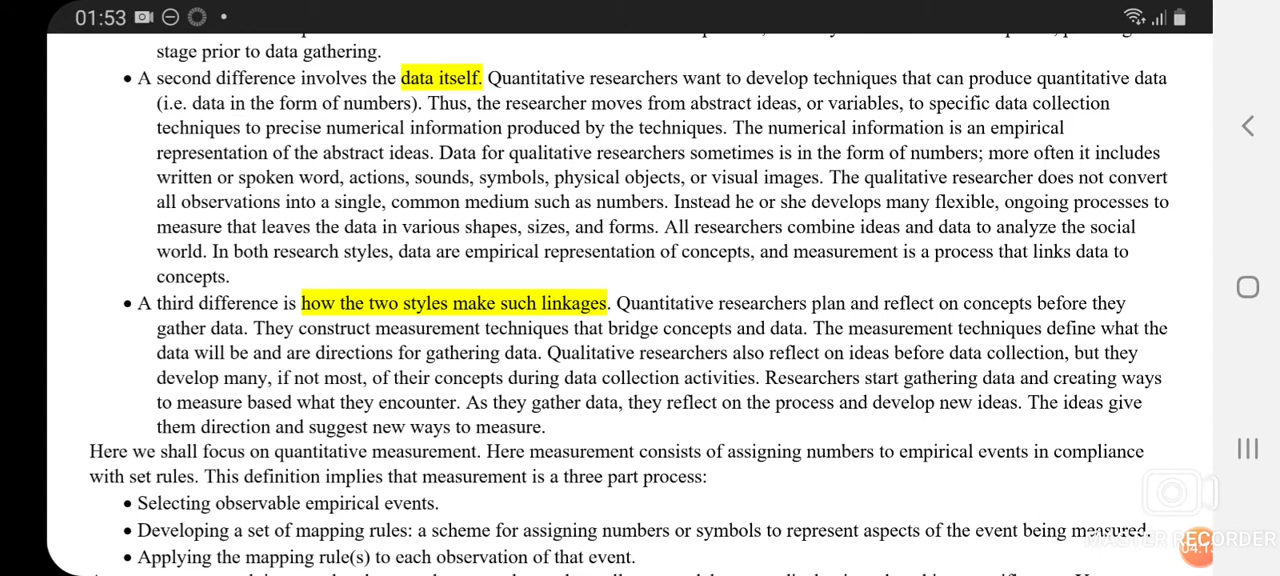 01:53
stage prior to data gathering.
• A second difference involves the data itself. Quantitative researchers want to develop techniques that can produce quantitative data
(i.e. data in the form of numbers). Thus, the researcher moves from abstract ideas, or variables, to specific data collection
techniques to precise numerical information produced by the techniques. The numerical information is an empirical
representation of the abstract ideas. Data for qualitative researchers sometimes is in the form of numbers; more often it includes
written or spoken word, actions, sounds, symbols, physical objects, or visual images. The qualitative researcher does not convert
all observations into a single, common medium such as numbers. Instead he or she develops many flexible, ongoing processes to
measure that leaves the data in various shapes, sizes, and forms. All researchers combine ideas and data to analyze the social
world. In both research styles, data are empirical representation of concepts, and measurement is a process that links data to
concepts.
• A third difference is how the two styles make such linkages. Quantitative researchers plan and reflect on concepts before they
gather data. They construct measurement techniques that bridge concepts and data. The measurement techniques define what the
data will be and are directions for gathering data. Qualitative researchers also reflect on ideas before data collection, but they
develop many, if not most, of their concepts during data collection activities. Researchers start gathering data and creating ways
to measure based what they encounter. As they gather data, they reflect on the process and develop new ideas. The ideas give
them direction and suggest new ways to measure.
Here we shall focus on quantitative measurement. Here measurement consists of assigning numbers to empirical events in compliance
with set rules. This definition implies that measurement is a three part process:
• Selecting observable empirical events.
• Developing a set of mapping rules: a scheme for assigning numbers or symbols to represent aspects of the event being measured.
MASTER RECORDER
• Applying the mapping rule(s) to each observation of that event.